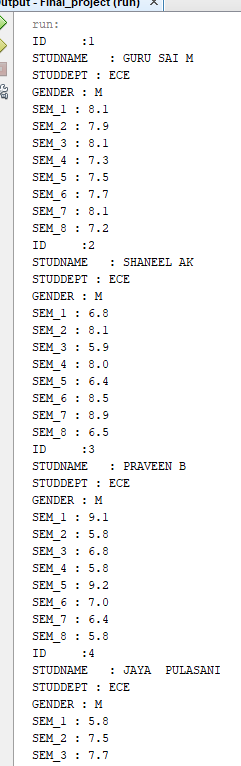 Output - Final_project (run) ×
run:
ID     :1
STUDNAME   : GURU SAI M
STUDDEPT : ECE
GENDER : M
SEM_1 : 8.1
SEM_2 : 7.9
SEM_3 : 8.1
SEM_4 : 7.3
SEM_5 : 7.5
SEM_6 : 7.7
SEM_7 : 8.1
SEM_8 : 7.2
ID     :2
STUDNAME   : SHANEEL AK
STUDDEPT : ECE
GENDER : M
SEM_1 : 6.8
SEM_2 : 8.1
SEM_3 : 5.9
SEM_4 : 8.0
SEM_5 : 6.4
SEM_6 : 8.5
SEM_7 : 8.9
SEM_8 : 6.5
ID     :3
STUDNAME   : PRAVEEN B
STUDDEPT : ECE
GENDER : M
SEM_1 : 9.1
SEM_2 : 5.8
SEM_3 : 6.8
SEM_4 : 5.8
SEM_5 : 9.2
SEM_6 : 7.0
SEM_7 : 6.4
SEM_8 : 5.8
ID     :4
STUDNAME   : JAYA  PULASANI
STUDDEPT : ECE
GENDER : M
SEM_1 : 5.8
SEM_2 : 7.5
SEM_3 : 7.7